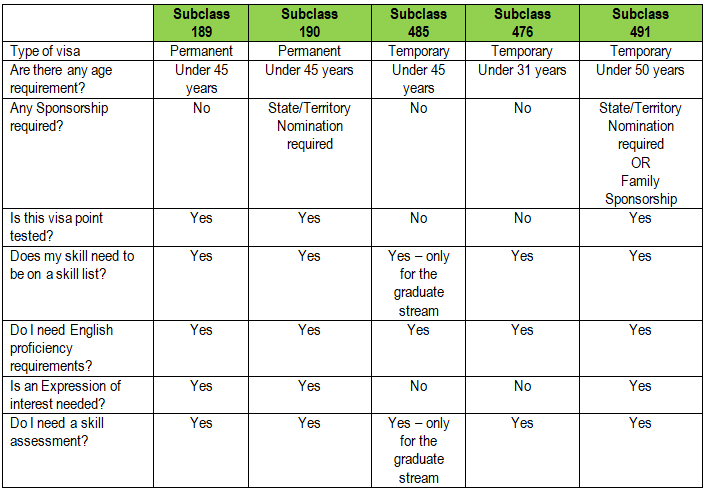 Subclass 189 Subclass 190 Subclass 485 Subclass 476 Subclass 491
Type of visa Permanent Permanent Temporary Temporary Temporary
Are there any age requirement? Under 45 years Under 45 years Under 45 years Under 31 years Under 50 years
Any Sponsorship required? No State/Territory Nomination required No No State/Territory Nomination required OR Family Sponsorship
Is this visa point tested? Yes Yes No No Yes
Does my skill need to be on a skill list? Yes Yes Yes – only for the graduate stream Yes Yes
Do I need English proficiency requirements? Yes Yes Yes Yes Yes
Is an Expression of interest needed? Yes Yes No No Yes
Do I need a skill assessment? Yes Yes Yes – only for the graduate stream Yes Yes